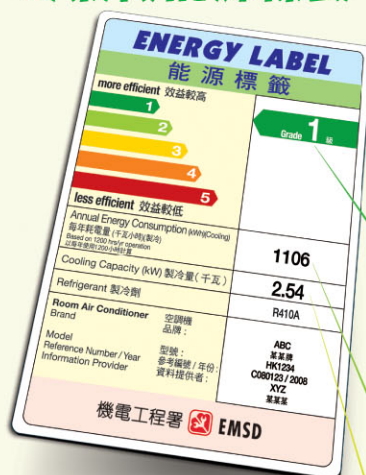 ENERGY LABEL
能源標籤
more efficient 效益較高
1
2
3
4
5
less efficient 效益較低
Grade 1 級
Annual Energy Consumption (kWh)(Cooling)
每年耗電量 (千瓦小時)(製冷)
Based on 1200 hrs/yr operation
以每年使用1200小時計算
1106
Cooling Capacity (kW) 製冷量 (千瓦)
2.54
Refrigerant 製冷劑
R410A
Room Air Conditioner 空調機
Brand 品牌 :
ABC
某某牌
Model 型號 :
HK1234
Reference Number / Year 參考編號 / 年份 :
C080123 / 2008
Information Provider 資料提供者 :
XYZ
某某某
機電工程署 EMSD